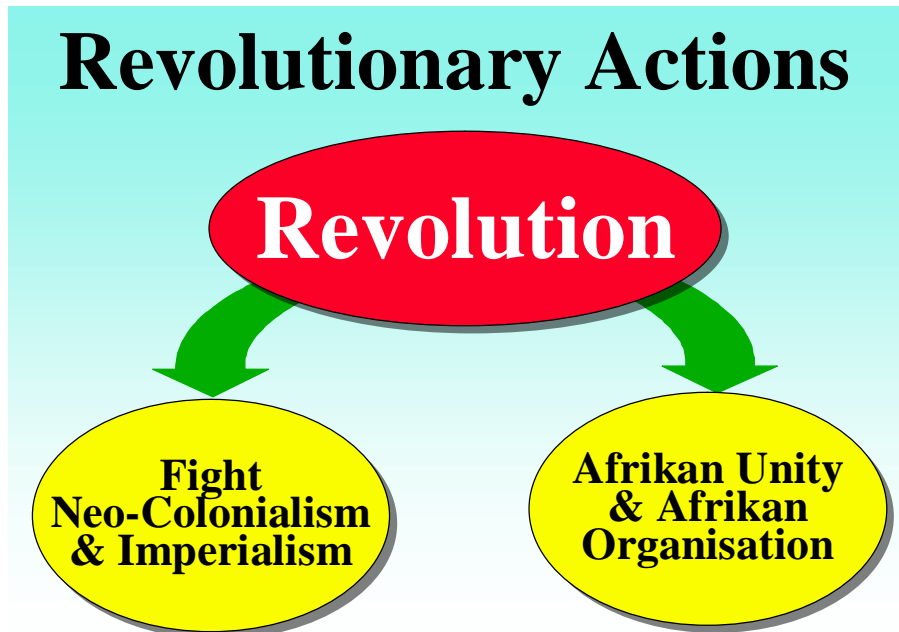 Revolutionary Actions
Revolution
Fight
Neo-Colonialism
& Imperialism
Afrikan Unity
& Afrikan
Organisation